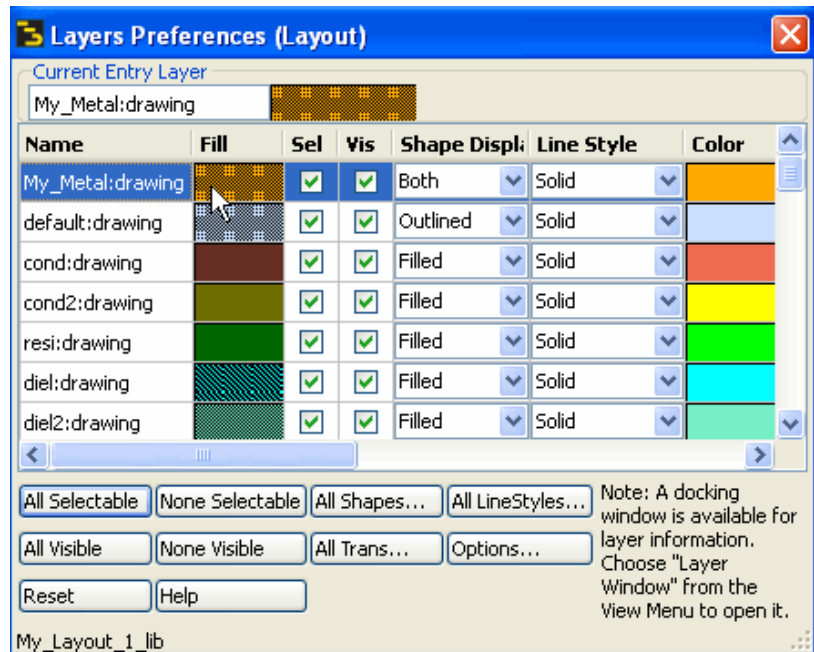 Layers Preferences (Layout)
Current Entry Layer
My_Metal:drawing
Name Fill Sel Vis Shape Displ Line Style Color
My_Metal:drawing Both Solid
default:drawing Outlined Solid
cond:drawing Filled Solid
cond2:drawing Filled Solid
resi:drawing Filled Solid
diel:drawing Filled Solid
diel2:drawing Filled Solid
All Selectable None Selectable All Shapes... All LineStyles...
All Visible None Visible All Trans... Options...
Reset Help
Note: A docking
window is available for
layer information.
Choose "Layer
Window" from the
View Menu to open it.
My_Layout_1_lib